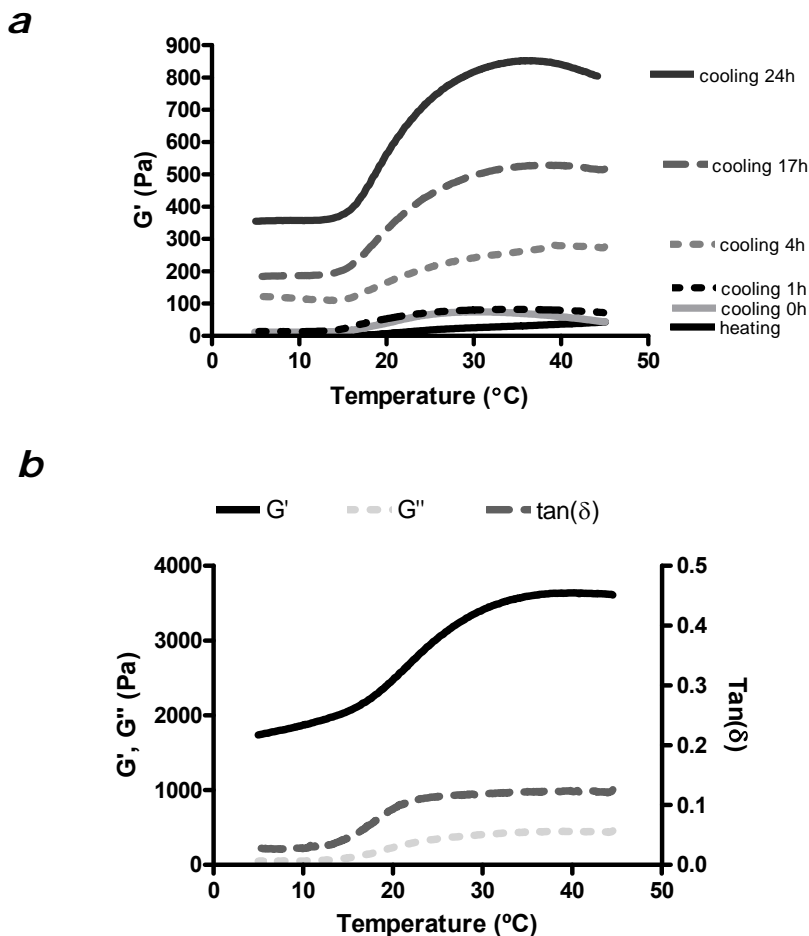 a
900
800
700
600
500
400
300
200
100
0
G' (Pa)
0 10 20 30 40 50
Temperature (°C)
cooling 24h
cooling 17h
cooling 4h
cooling 1h
cooling 0h
heating
b
G' G'' tan(δ)
4000
3000
2000
1000
0
G', G'' (Pa)
0.5
0.4
0.3
0.2
0.1
0.0
Tan(δ)
0 10 20 30 40 50
Temperature (ºC)